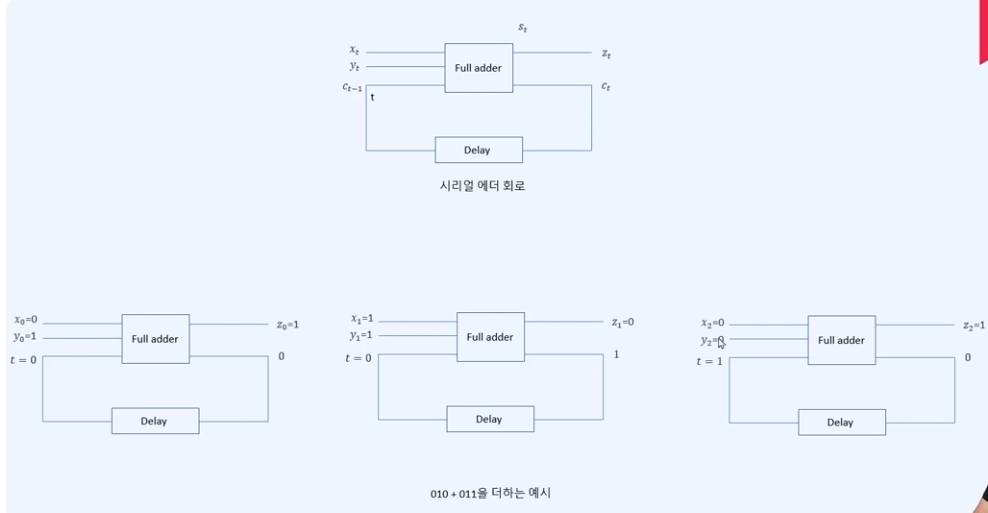 s_t
x_t
y_t
c_{t-1}
t
Full adder
z_t
c_t
Delay
시리얼 에더 회로
x_0=0
y_0=1
t = 0
Full adder
z_0=1
0
Delay
x_1=1
y_1=1
t = 0
Full adder
z_1=0
1
Delay
x_2=0
y_2=
t = 1
Full adder
z_2=1
0
Delay
010 + 011을 더하는 예시